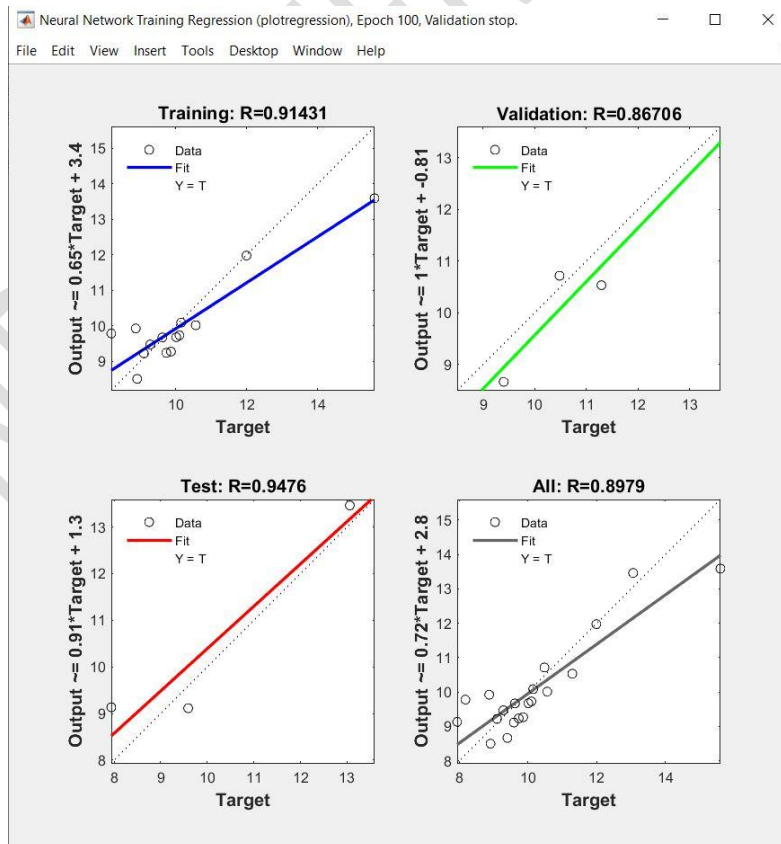 Neural Network Training Regression (plotregression), Epoch 100, Validation stop.
File Edit View Insert Tools Desktop Window Help
Training: R=0.91431
Output ~= 0.65*Target + 3.4
15
14
13
12
11
10
9
Data
Fit
Y = T
10 12 14
Target
Validation: R=0.86706
Output ~= 1*Target + -0.81
13
12
11
10
9
Data
Fit
Y = T
9 10 11 12 13
Target
Test: R=0.9476
Output ~= 0.91*Target + 1.3
13
12
11
10
9
8
Data
Fit
Y = T
8 9 10 11 12 13
Target
All: R=0.8979
Output ~= 0.72*Target + 2.8
15
14
13
12
11
10
9
8
Data
Fit
Y = T
8 10 12 14
Target